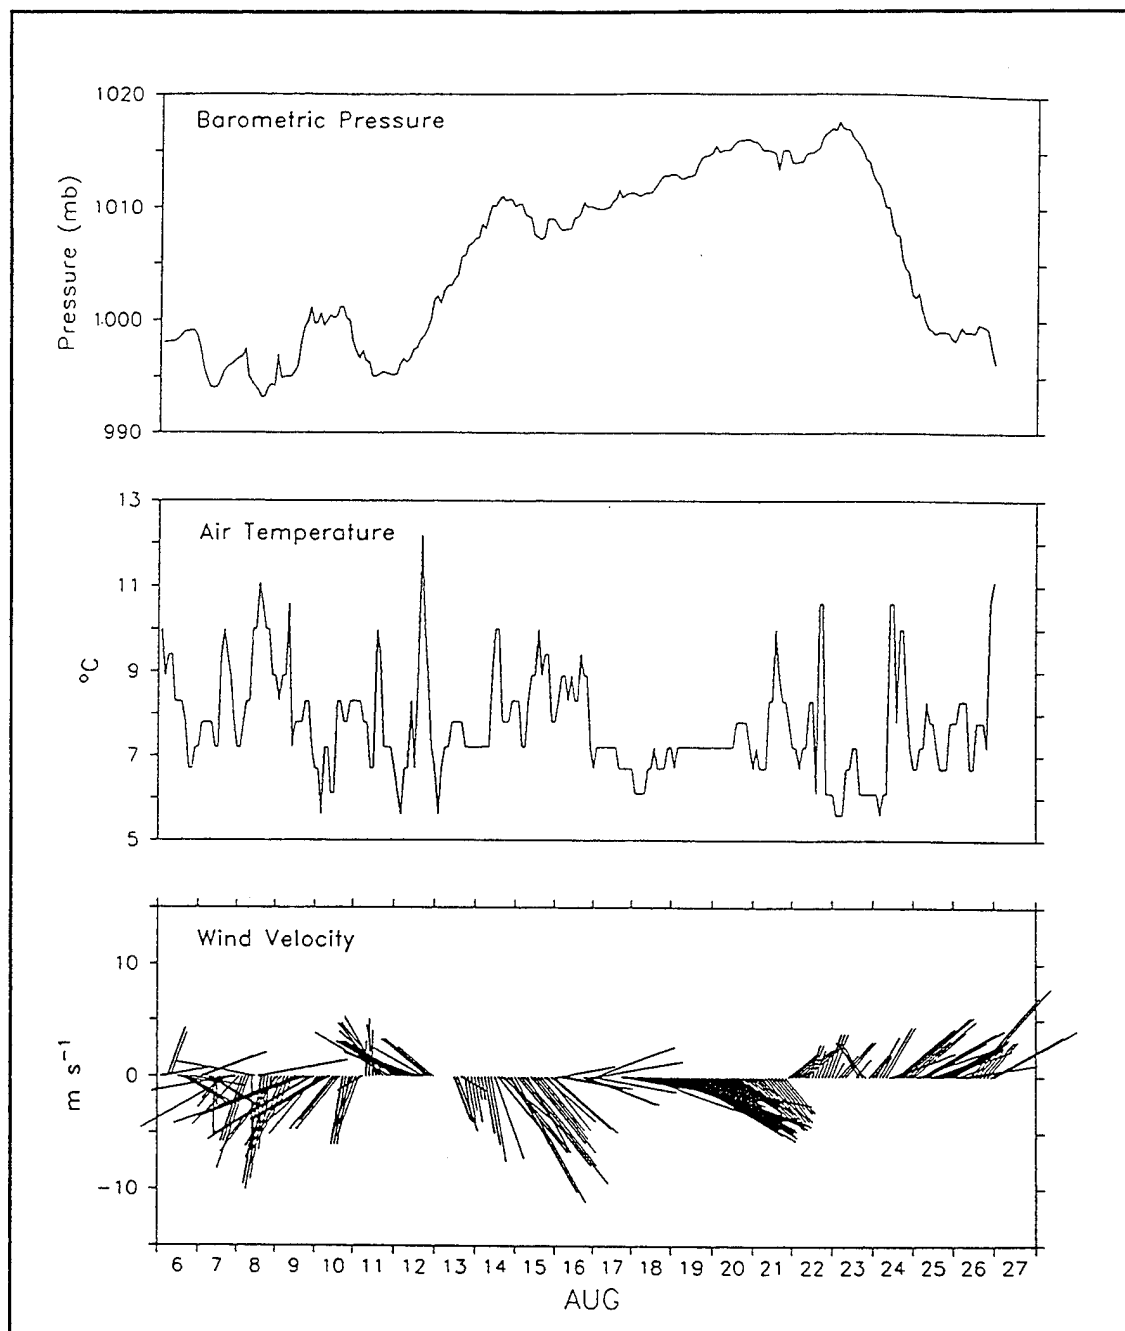 1020
Barometric Pressure
1010
Pressure (mb)
1000
990
13
Air Temperature
11
9
°C
7
5
Wind Velocity
10
m s⁻¹
0
-10
6 7 8 9 10 11 12 13 14 15 16 17 18 19 20 21 22 23 24 25 26 27
AUG